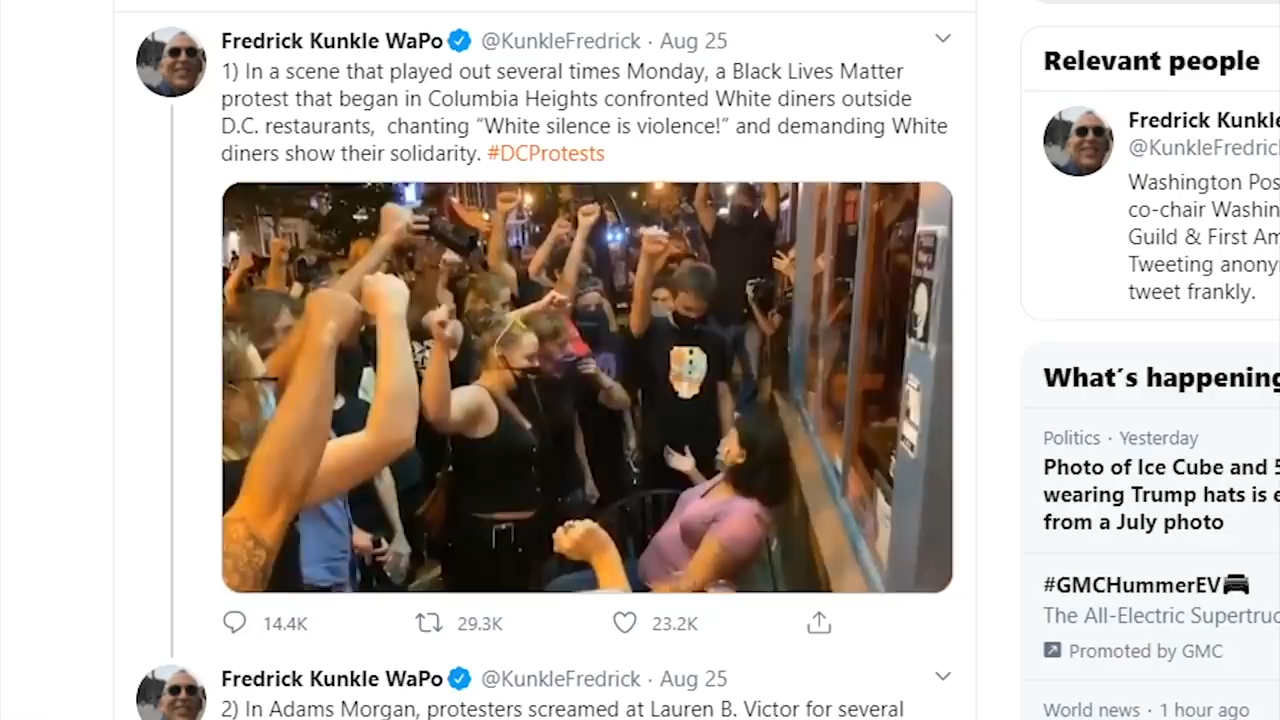 Fredrick Kunkle WaPo @KunkleFredrick · Aug 25
1) In a scene that played out several times Monday, a Black Lives Matter
protest that began in Columbia Heights confronted White diners outside
D.C. restaurants, chanting “White silence is violence!” and demanding White
diners show their solidarity. #DCProtests
14.4K 29.3K 23.2K
Fredrick Kunkle WaPo @KunkleFredrick · Aug 25
2) In Adams Morgan, protesters screamed at Lauren B. Victor for several
Relevant people
Fredrick Kunkle
@KunkleFredric
Washington Pos
co-chair Washin
Guild & First Am
Tweeting anony
tweet frankly.
What's happening
Politics · Yesterday
Photo of Ice Cube and 5
wearing Trump hats is e
from a July photo
#GMCHummerEV
The All-Electric Supertruc
Promoted by GMC
World news · 1 hour ago